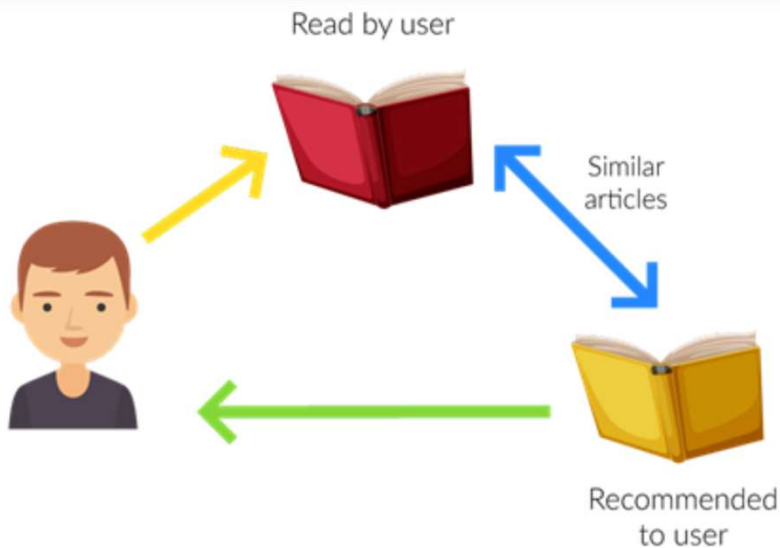 Read by user
Similar
articles
Recommended
to user